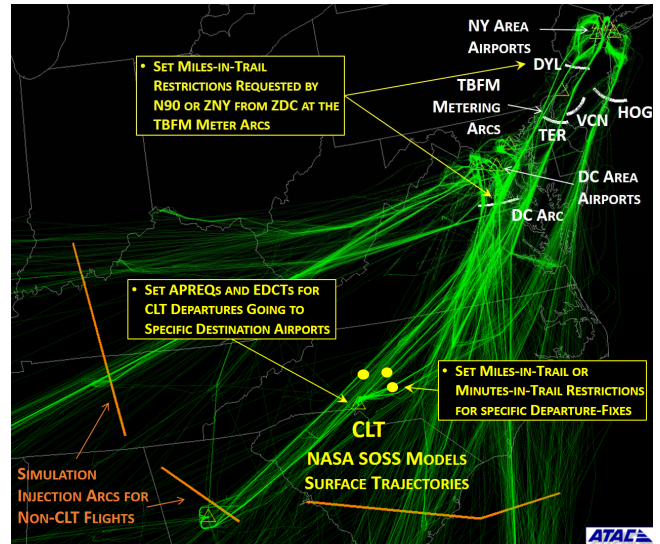 NY Area
Airports
• Set Miles-in-Trail
Restrictions Requested by
N90 or ZNY from ZDC at the
TBFM Meter Arcs
DYL
TBFM
Metering
Arcs
TER
VCN
HOG
DC Area
Airports
DC Arc
• Set APREQs and EDCTs for
CLT Departures Going to
Specific Destination Airports
• Set Miles-in-Trail or
Minutes-in-Trail Restrictions
for specific Departure-Fixes
CLT
NASA SOSS Models
Surface Trajectories
Simulation
Injection Arcs for
Non-CLT Flights
ATAC